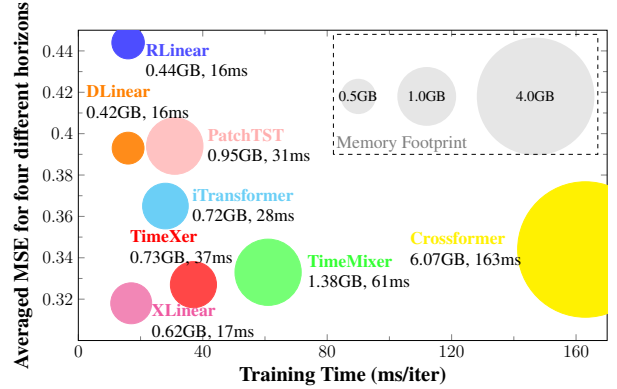 Averaged MSE for four different horizons
0.44
0.42
0.4
0.38
0.36
0.34
0.32
RLinear
0.44GB, 16ms
DLinear
0.42GB, 16ms
PatchTST
0.95GB, 31ms
iTransformer
0.72GB, 28ms
TimeXer
0.73GB, 37ms
TimeMixer
1.38GB, 61ms
XLinear
0.62GB, 17ms
Crossformer
6.07GB, 163ms
0.5GB
1.0GB
4.0GB
Memory Footprint
0
40
80
120
160
Training Time (ms/iter)